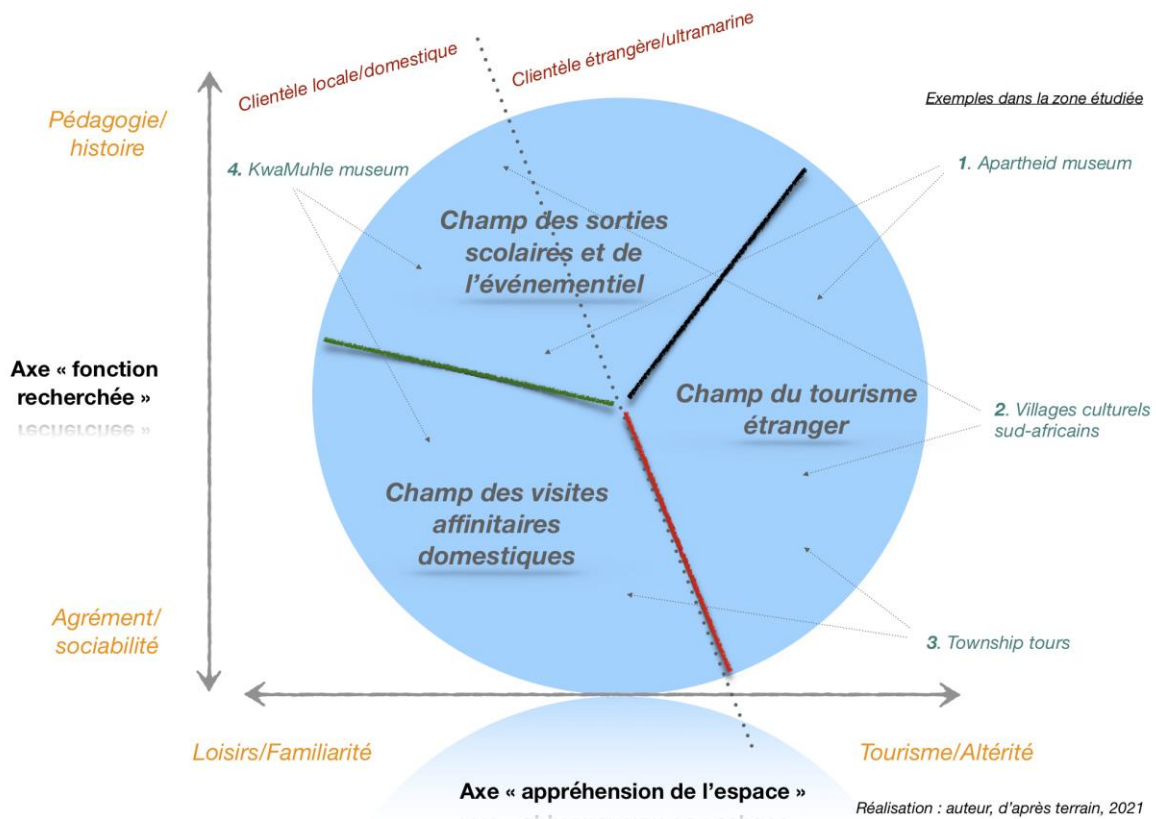 Clientèle locale/domestique
Clientèle étrangère/ultramarine
Exemples dans la zone étudiée
Pédagogie/
histoire
4. KwaMuhle museum
1. Apartheid museum
Champ des sorties
scolaires et de
l'événementiel
Axe « fonction
recherchée »
Champ du tourisme
étranger
2. Villages culturels
sud-africains
Champ des visites
affinitaires
domestiques
Agrément/
sociabilité
3. Township tours
Loisirs/Familiarité
Tourisme/Altérité
Axe « appréhension de l'espace »
Réalisation : auteur, d'après terrain, 2021